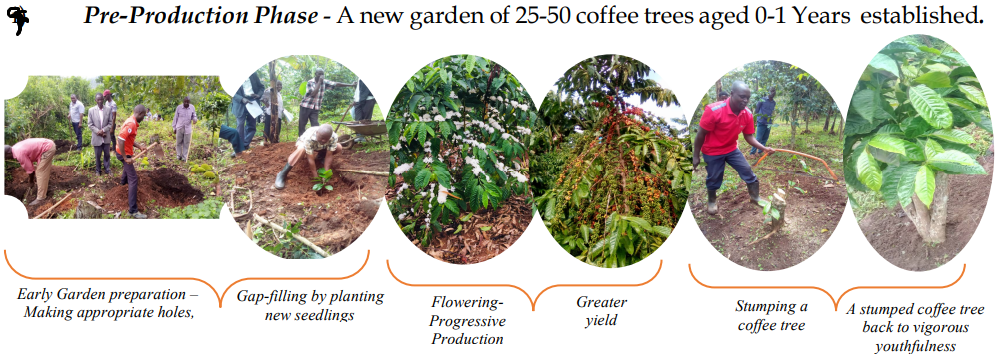 Pre-Production Phase - A new garden of 25-50 coffee trees aged 0-1 Years established.
Early Garden preparation –
Making appropriate holes,
Gap-filling by planting
new seedlings
Flowering-
Progressive
Production
Greater
yield
Stumping a
coffee tree
A stumped coffee tree
back to vigorous
youthfulness